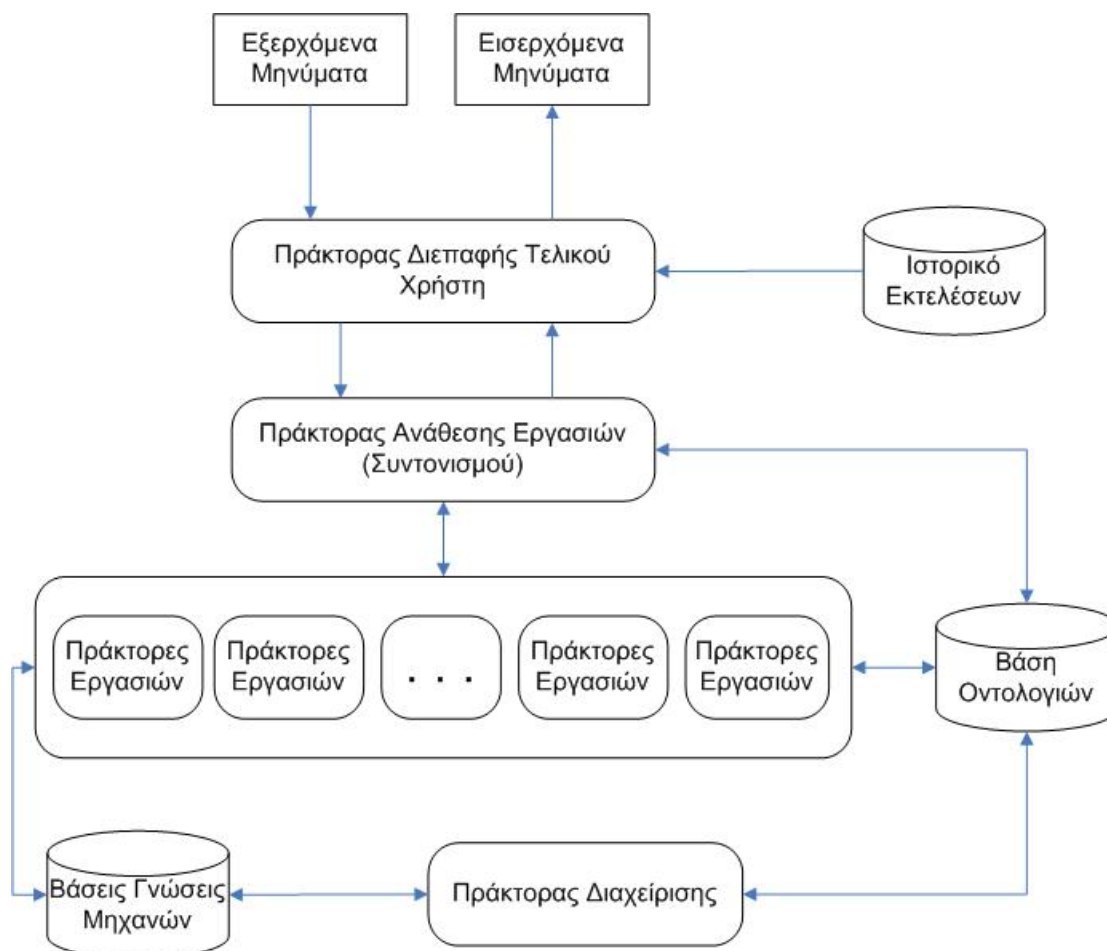 Εξερχόμενα
Μηνύματα
Εισερχόμενα
Μηνύματα
Πράκτορας Διεπαφής Τελικού
Χρήστη
Ιστορικό
Εκτελέσεων
Πράκτορας Ανάθεσης Εργασιών
(Συντονισμού)
Πράκτορες
Εργασιών
Πράκτορες
Εργασιών
. . .
Πράκτορες
Εργασιών
Πράκτορες
Εργασιών
Βάση
Οντολογιών
Βάσεις Γνώσεις
Μηχανών
Πράκτορας Διαχείρισης